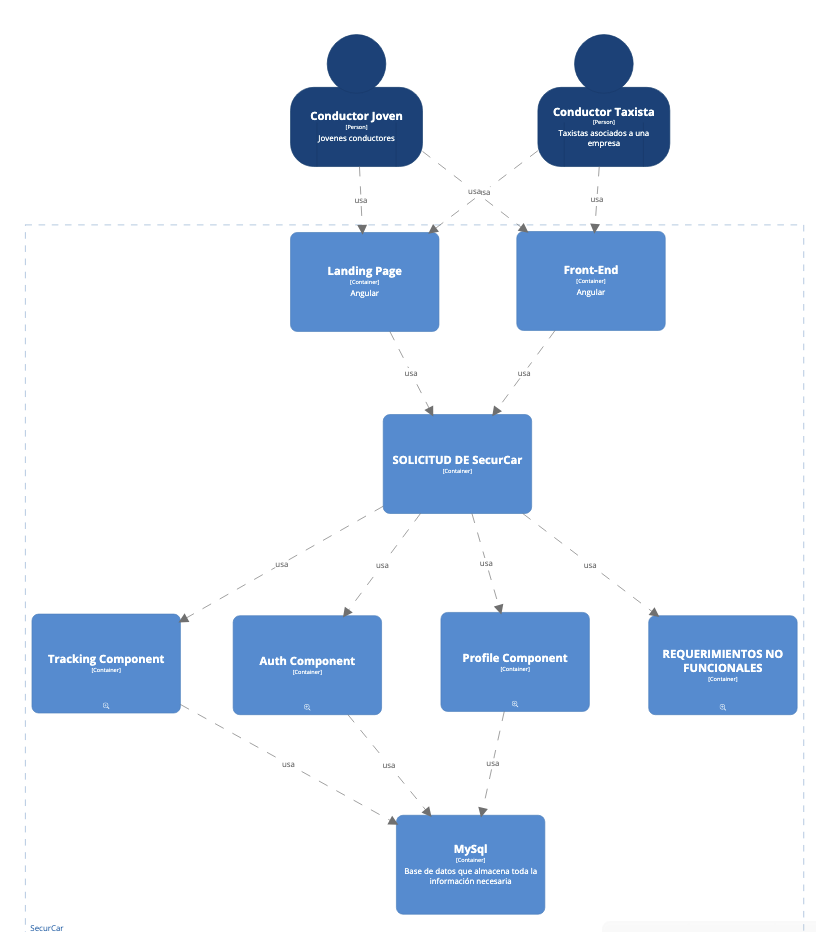 Conductor Joven
[Person]
Jovenes conductores
Conductor Taxista
[Person]
Taxistas asociados a una
empresa
usa
usa
usa
usa
Landing Page
[Container]
Angular
Front-End
[Container]
Angular
usa
usa
SOLICITUD DE SecurCar
[Container]
usa
usa
usa
usa
Tracking Component
[Container]
Auth Component
[Container]
Profile Component
[Container]
REQUERIMIENTOS NO
FUNCIONALES
[Container]
usa
usa
usa
MySql
[Container]
Base de datos que almacena toda la
información necesaria
SecurCar